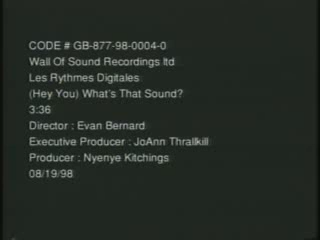 CODE # GB-877-98-0004-0
Wall Of Sound Recordings ltd
Les Rythmes Digitales
(Hey You) What's That Sound?
3:36
Director : Evan Bernard
Executive Producer : JoAnn Thrallkill
Producer : Nyenye Kitchings
08/19/98